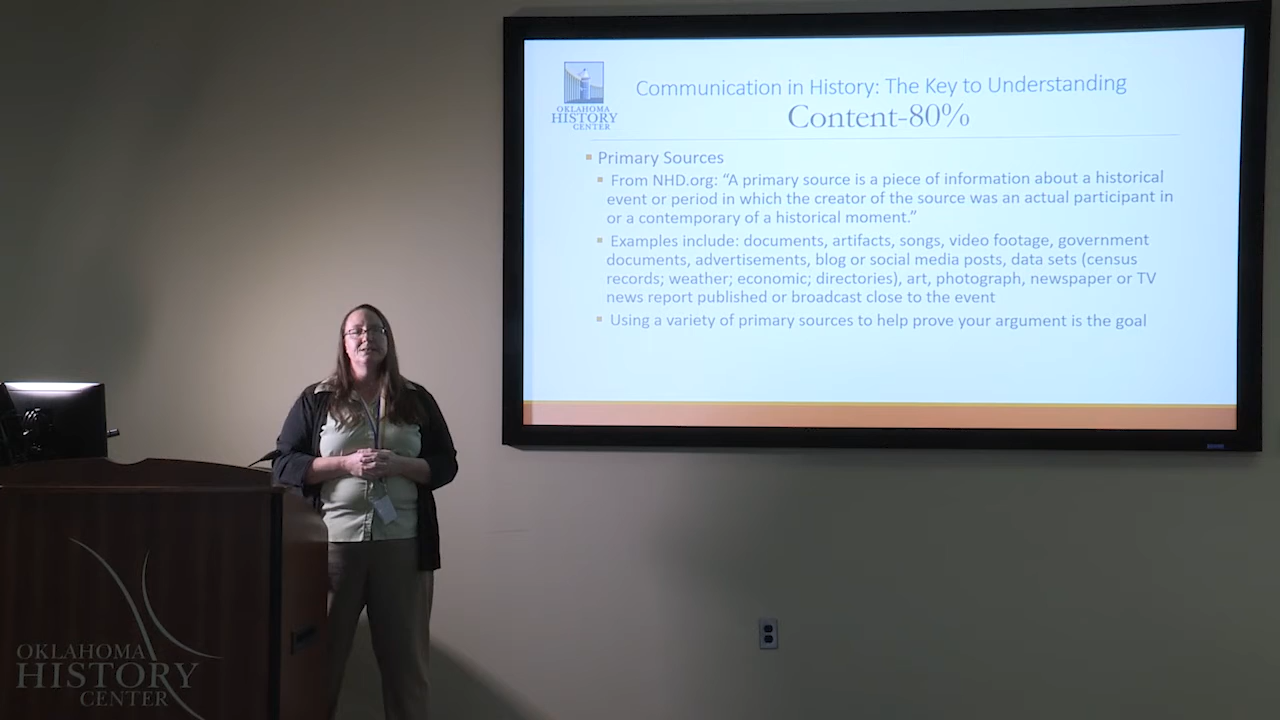 OKLAHOMA
HISTORY
CENTER
Communication in History: The Key to Understanding
Content-80%
Primary Sources
From NHD.org: “A primary source is a piece of information about a historical
event or period in which the creator of the source was an actual participant in
or a contemporary of a historical moment.”
Examples include: documents, artifacts, songs, video footage, government
documents, advertisements, blog or social media posts, data sets (census
records; weather; economic; directories), art, photograph, newspaper or TV
news report published or broadcast close to the event
Using a variety of primary sources to help prove your argument is the goal
OKLAHOMA
HISTORY
CENTER